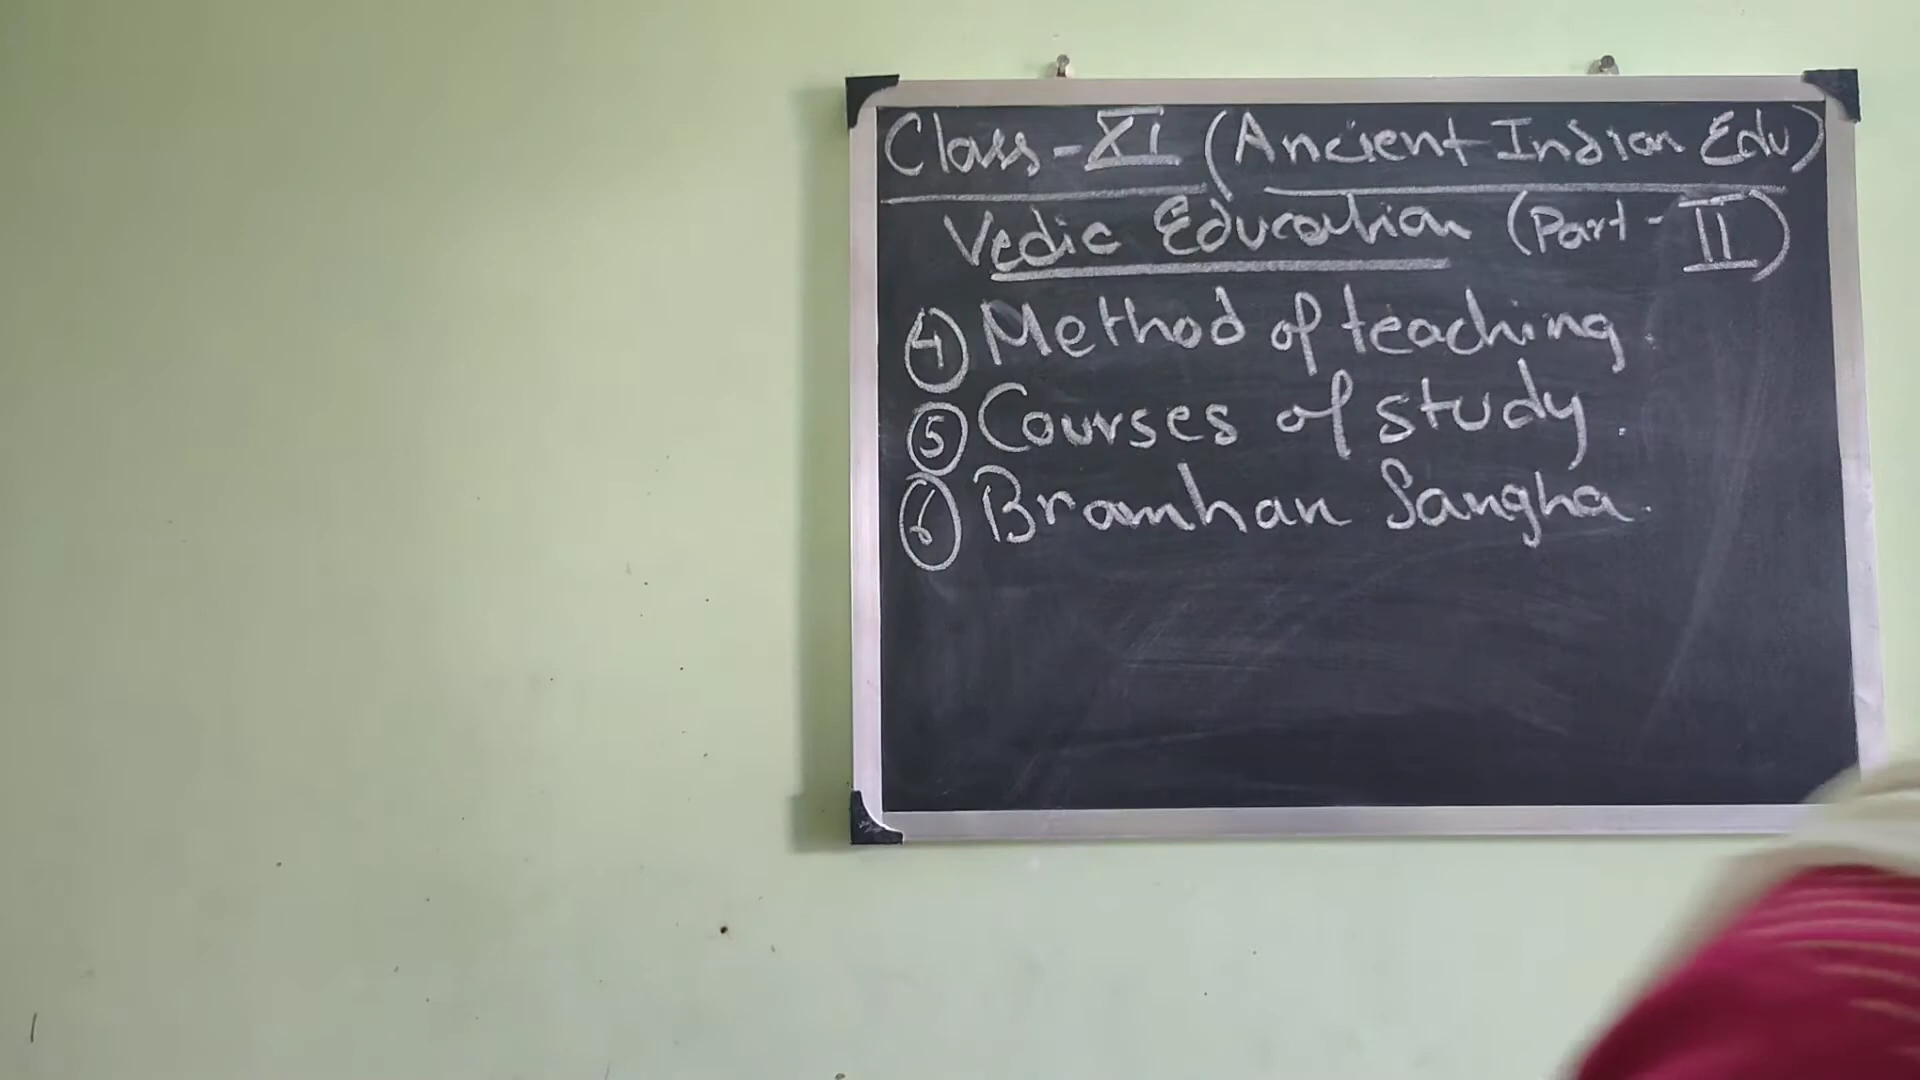 Class-XI (Ancient Indian Edu)
Vedic Education (Part-II)
④ Method of teaching.
⑤ Courses of study.
⑥ Bramhan Sangha.